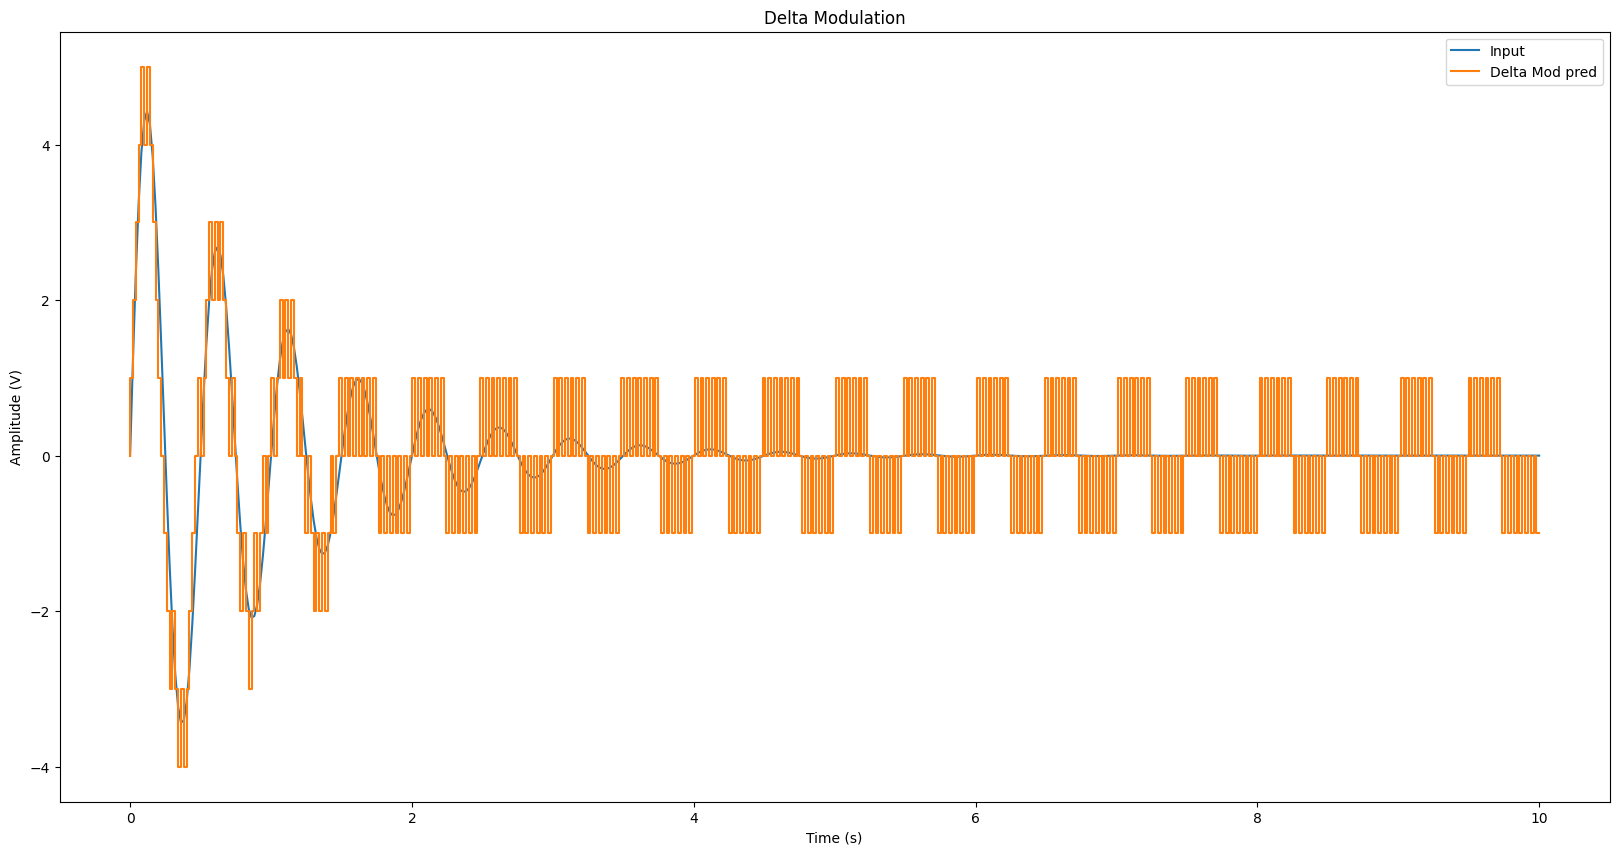 Delta Modulation
Input
Delta Mod pred
Amplitude (V)
4
2
0
−2
−4
0 2 4 6 8 10
Time (s)